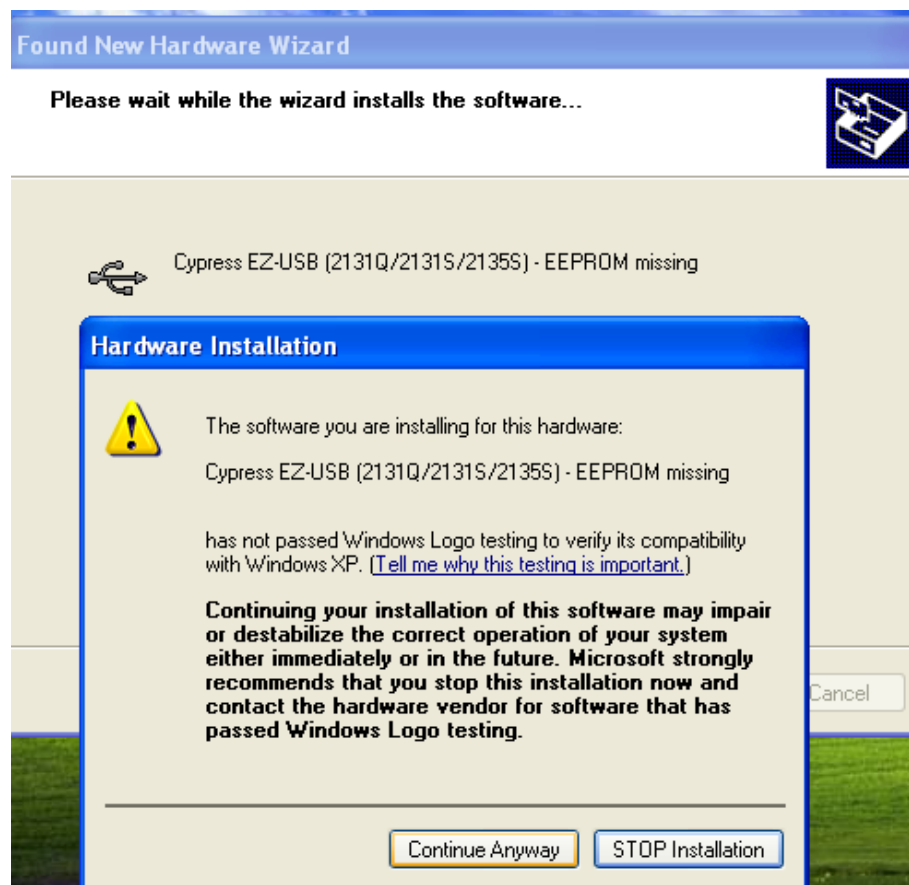 Found New Hardware Wizard
Please wait while the wizard installs the software...
Cypress EZ-USB (2131Q/2131S/2135S) - EEPROM missing
Hardware Installation
The software you are installing for this hardware:
Cypress EZ-USB (2131Q/2131S/2135S) - EEPROM missing
has not passed Windows Logo testing to verify its compatibility
with Windows XP. (Tell me why this testing is important.)
Continuing your installation of this software may impair
or destabilize the correct operation of your system
either immediately or in the future. Microsoft strongly
recommends that you stop this installation now and
contact the hardware vendor for software that has
passed Windows Logo testing.
Cancel
Continue Anyway
STOP Installation